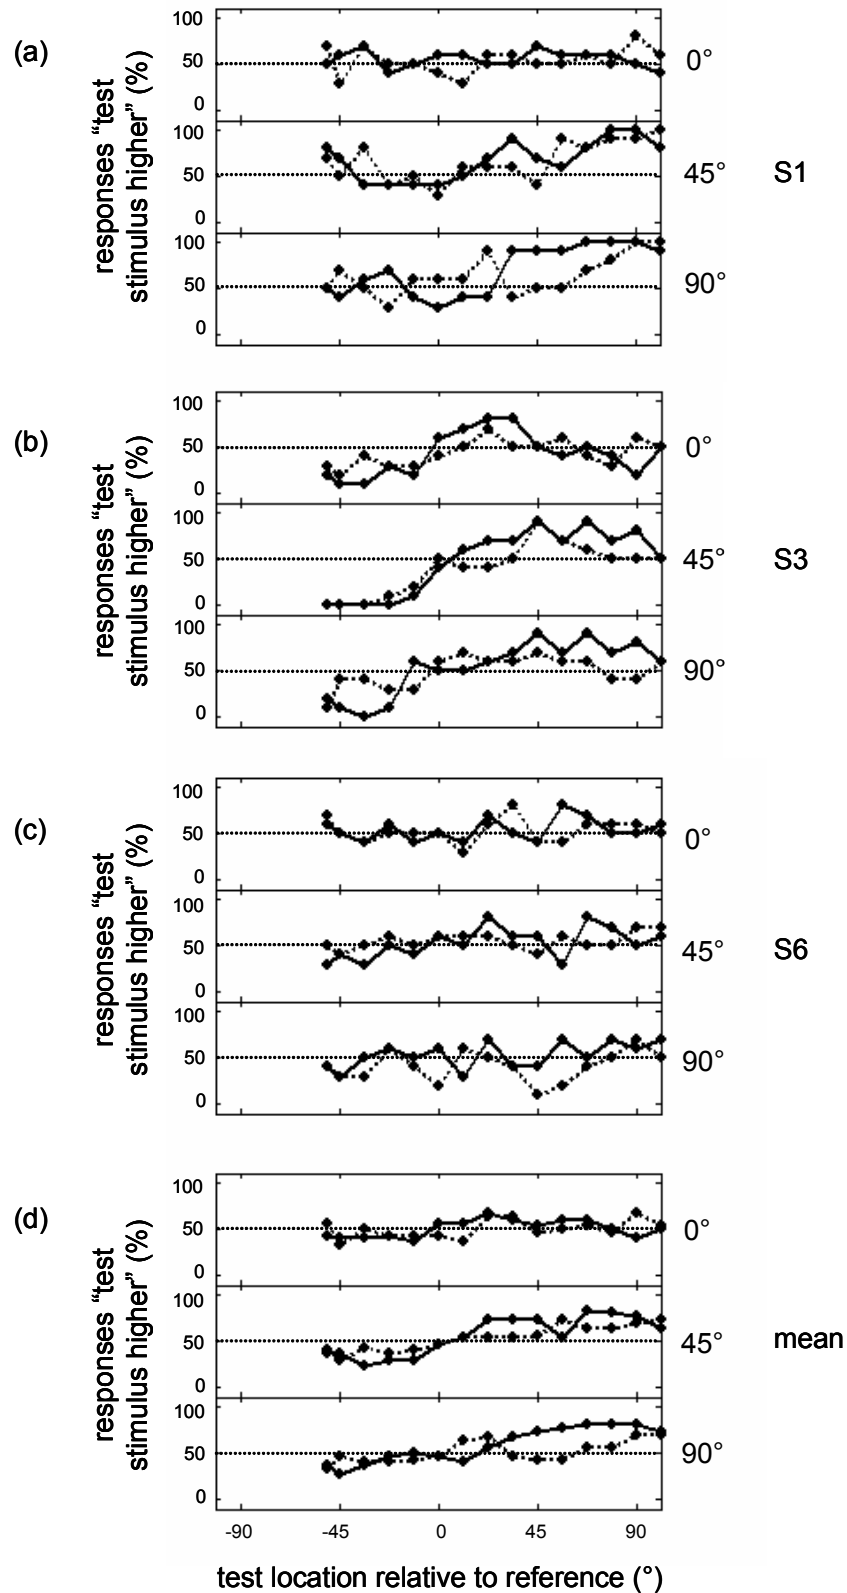 (a)
responses “test
stimulus higher” (%)
100
50
0
0°
100
50
0
45°
S1
100
50
0
90°
(b)
responses “test
stimulus higher” (%)
100
50
0
0°
100
50
0
45°
S3
100
50
0
90°
(c)
responses “test
stimulus higher” (%)
100
50
0
0°
100
50
0
45°
S6
100
50
0
90°
(d)
responses “test
stimulus higher” (%)
100
50
0
0°
100
50
0
45°
mean
100
50
0
90°
-90 -45 0 45 90
test location relative to reference (°)